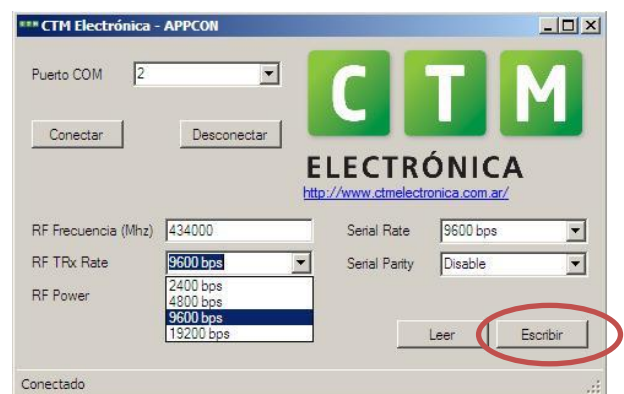 CTM Electrónica - APPCON
Puerto COM 2
C T M
Conectar Desconectar
ELECTRÓNICA
http://www.ctmelectronica.com.ar/
RF Frecuencia (Mhz) 434000 Serial Rate 9600 bps
RF TRx Rate 9600 bps Serial Parity Disable
RF Power
2400 bps
4800 bps
9600 bps
19200 bps
Leer Escribir
Conectado